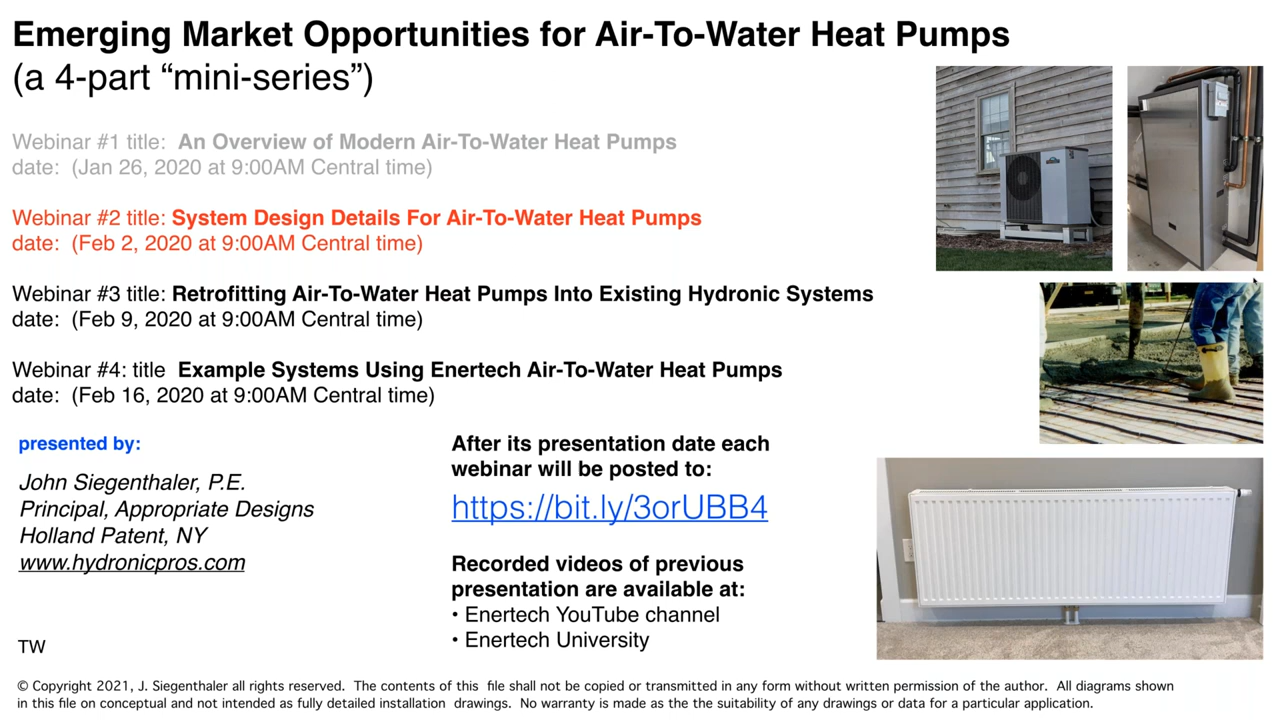 Emerging Market Opportunities for Air-To-Water Heat Pumps
(a 4-part “mini-series”)
Webinar #1 title: An Overview of Modern Air-To-Water Heat Pumps
date: (Jan 26, 2020 at 9:00AM Central time)
Webinar #2 title: System Design Details For Air-To-Water Heat Pumps
date: (Feb 2, 2020 at 9:00AM Central time)
Webinar #3 title: Retrofitting Air-To-Water Heat Pumps Into Existing Hydronic Systems
date: (Feb 9, 2020 at 9:00AM Central time)
Webinar #4: title Example Systems Using Enertech Air-To-Water Heat Pumps
date: (Feb 16, 2020 at 9:00AM Central time)
presented by:
John Siegenthaler, P.E.
Principal, Appropriate Designs
Holland Patent, NY
www.hydronicpros.com
TW
After its presentation date each
webinar will be posted to:
https://bit.ly/3orUBB4
Recorded videos of previous
presentation are available at:
• Enertech YouTube channel
• Enertech University
© Copyright 2021, J. Siegenthaler all rights reserved. The contents of this file shall not be copied or transmitted in any form without written permission of the author. All diagrams shown
in this file on conceptual and not intended as fully detailed installation drawings. No warranty is made as the the suitability of any drawings or data for a particular application.